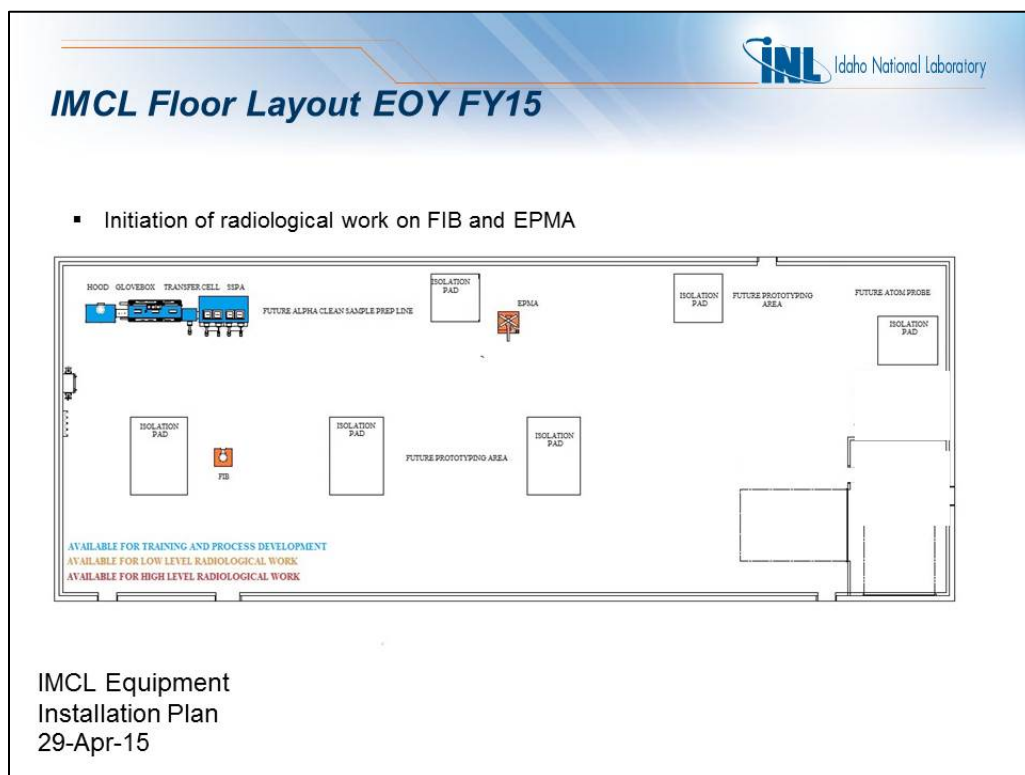 INL Idaho National Laboratory
IMCL Floor Layout EOY FY15
▪ Initiation of radiological work on FIB and EPMA
HOOD GLOVEBOX TRANSFER CELL SSPA
FUTURE ALPHA CLEAN SAMPLE PREP LINE
ISOLATION
PAD
EPMA
ISOLATION
PAD
FUTURE PROTOTYPING
AREA
FUTURE ATOM PROBE
ISOLATION
PAD
ISOLATION
PAD
FIB
ISOLATION
PAD
FUTURE PROTOTYPING AREA
ISOLATION
PAD
AVAILABLE FOR TRAINING AND PROCESS DEVELOPMENT
AVAILABLE FOR LOW LEVEL RADIOLOGICAL WORK
AVAILABLE FOR HIGH LEVEL RADIOLOGICAL WORK
IMCL Equipment
Installation Plan
29-Apr-15